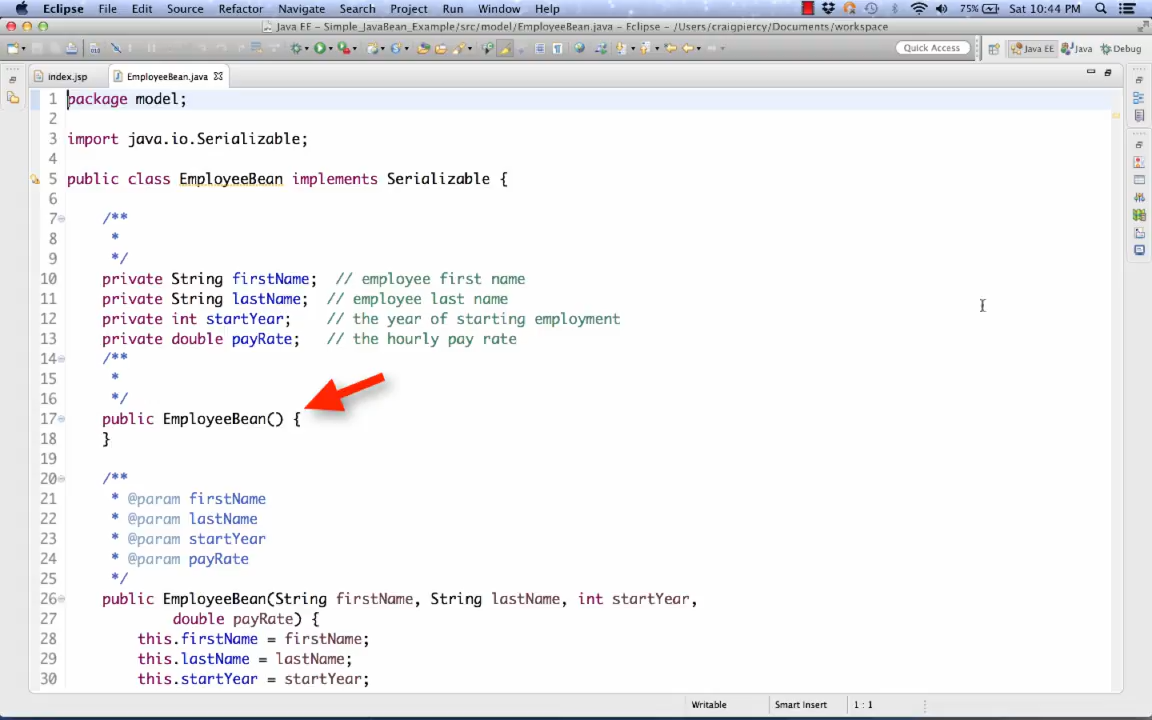 Eclipse File Edit Source Refactor Navigate Search Project Run Window Help 75% Sat 10:44 PM
Java EE - Simple_JavaBean_Example/src/model/EmployeeBean.java - Eclipse - /Users/craigpiercy/Documents/workspace
Quick Access Java EE Java Debug
index.jsp EmployeeBean.java
1 package model;
2
3 import java.io.Serializable;
4
5 public class EmployeeBean implements Serializable {
6
7 /**
8 *
9 */
10 private String firstName; // employee first name
11 private String lastName; // employee last name
12 private int startYear; // the year of starting employment
13 private double payRate; // the hourly pay rate
14 /**
15 *
16 */
17 public EmployeeBean() {
18 }
19
20 /**
21 * @param firstName
22 * @param lastName
23 * @param startYear
24 * @param payRate
25 */
26 public EmployeeBean(String firstName, String lastName, int startYear,
27 double payRate) {
28 this.firstName = firstName;
29 this.lastName = lastName;
30 this.startYear = startYear;
Writable Smart Insert 1 : 1